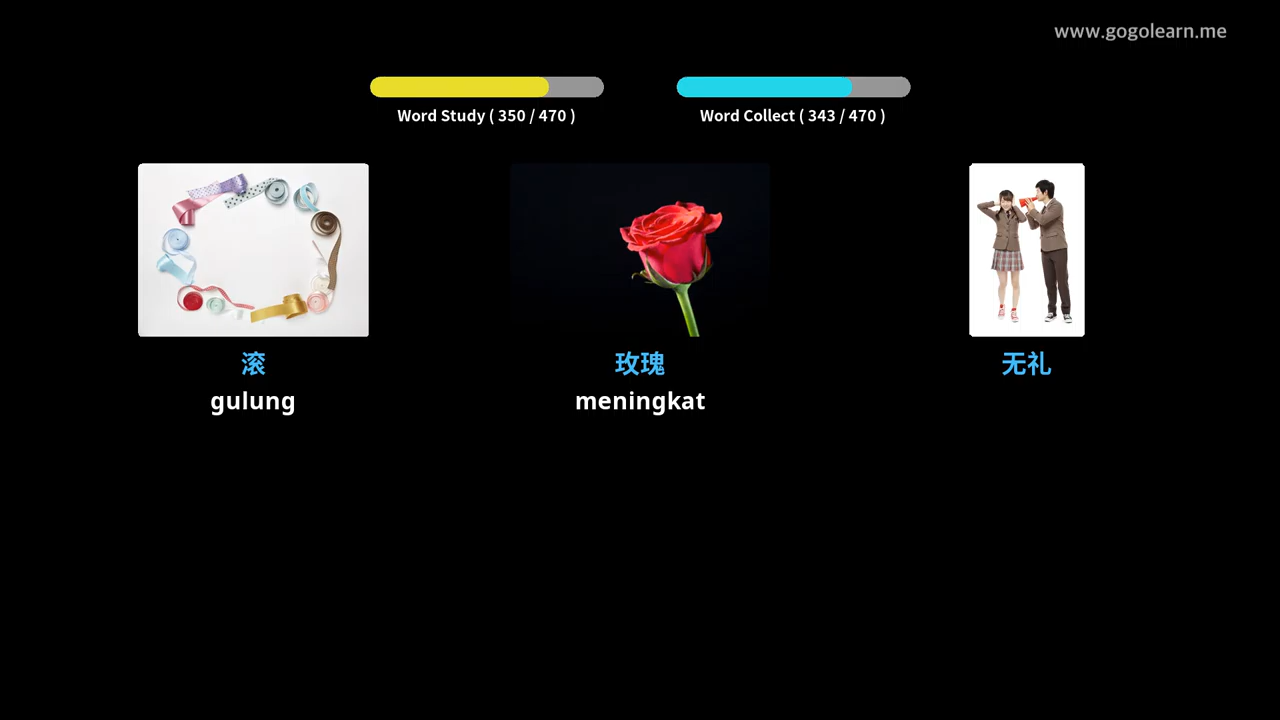 www.gogolearn.me
Word Study ( 350 / 470 )
Word Collect ( 343 / 470 )
滚
玫瑰
无礼
gulung
meningkat